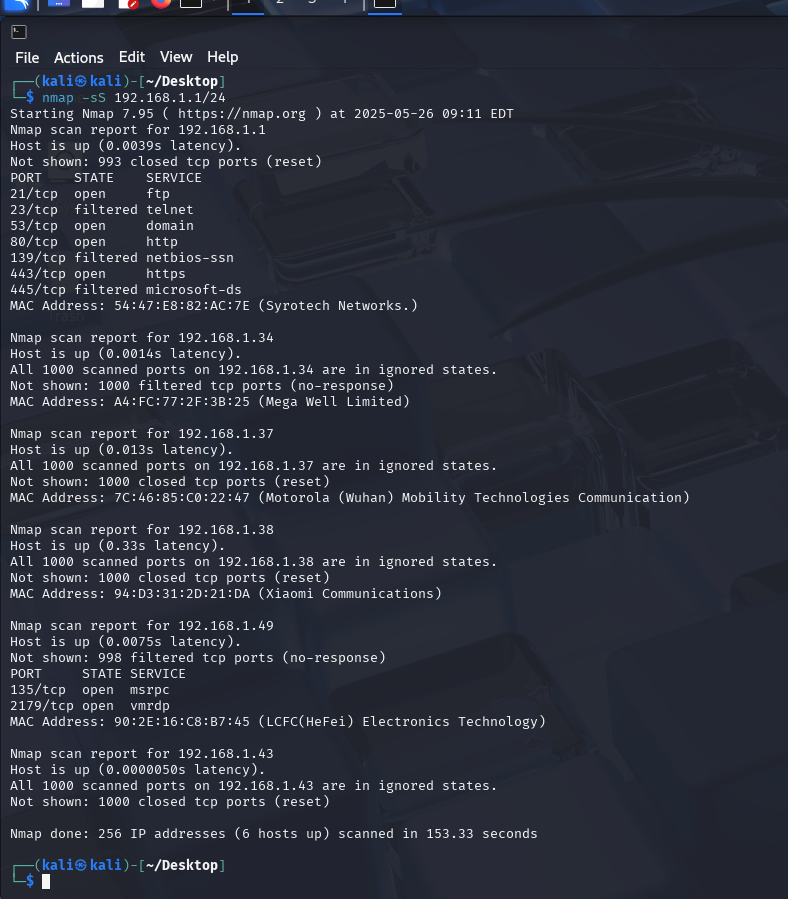 File Actions Edit View Help
┌──(kali㉿kali)-[~/Desktop]
└─$ nmap -sS 192.168.1.1/24
Starting Nmap 7.95 ( https://nmap.org ) at 2025-05-26 09:11 EDT
Nmap scan report for 192.168.1.1
Host is up (0.0039s latency).
Not shown: 993 closed tcp ports (reset)
PORT    STATE    SERVICE
21/tcp  open     ftp
23/tcp  filtered telnet
53/tcp  open     domain
80/tcp  open     http
139/tcp filtered netbios-ssn
443/tcp open     https
445/tcp filtered microsoft-ds
MAC Address: 54:47:E8:82:AC:7E (Syrotech Networks.)

Nmap scan report for 192.168.1.34
Host is up (0.0014s latency).
All 1000 scanned ports on 192.168.1.34 are in ignored states.
Not shown: 1000 filtered tcp ports (no-response)
MAC Address: A4:FC:77:2F:3B:25 (Mega Well Limited)

Nmap scan report for 192.168.1.37
Host is up (0.013s latency).
All 1000 scanned ports on 192.168.1.37 are in ignored states.
Not shown: 1000 closed tcp ports (reset)
MAC Address: 7C:46:85:C0:22:47 (Motorola (Wuhan) Mobility Technologies Communication)

Nmap scan report for 192.168.1.38
Host is up (0.33s latency).
All 1000 scanned ports on 192.168.1.38 are in ignored states.
Not shown: 1000 closed tcp ports (reset)
MAC Address: 94:D3:31:2D:21:DA (Xiaomi Communications)

Nmap scan report for 192.168.1.49
Host is up (0.0075s latency).
Not shown: 998 filtered tcp ports (no-response)
PORT     STATE SERVICE
135/tcp  open  msrpc
2179/tcp open  vmrdp
MAC Address: 90:2E:16:C8:B7:45 (LCFC(HeFei) Electronics Technology)

Nmap scan report for 192.168.1.43
Host is up (0.0000050s latency).
All 1000 scanned ports on 192.168.1.43 are in ignored states.
Not shown: 1000 closed tcp ports (reset)

Nmap done: 256 IP addresses (6 hosts up) scanned in 153.33 seconds

┌──(kali㉿kali)-[~/Desktop]
└─$